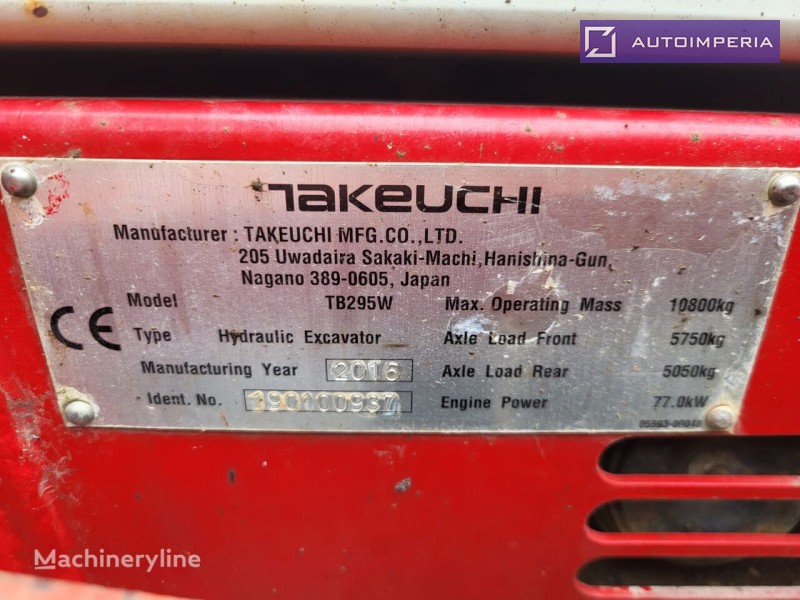 AUTOIMPERIA
TAKEUCHI
Manufacturer : TAKEUCHI MFG.CO.,LTD.
205 Uwadaira Sakaki-Machi,Hanishina-Gun,
Nagano 389-0605, Japan
Model TB295W Max. Operating Mass 10800kg
CE Type Hydraulic Excavator Axle Load Front 5750kg
Manufacturing Year 2016 Axle Load Rear 5050kg
Ident. No. 190100937 Engine Power 77.0kW
Machineryline